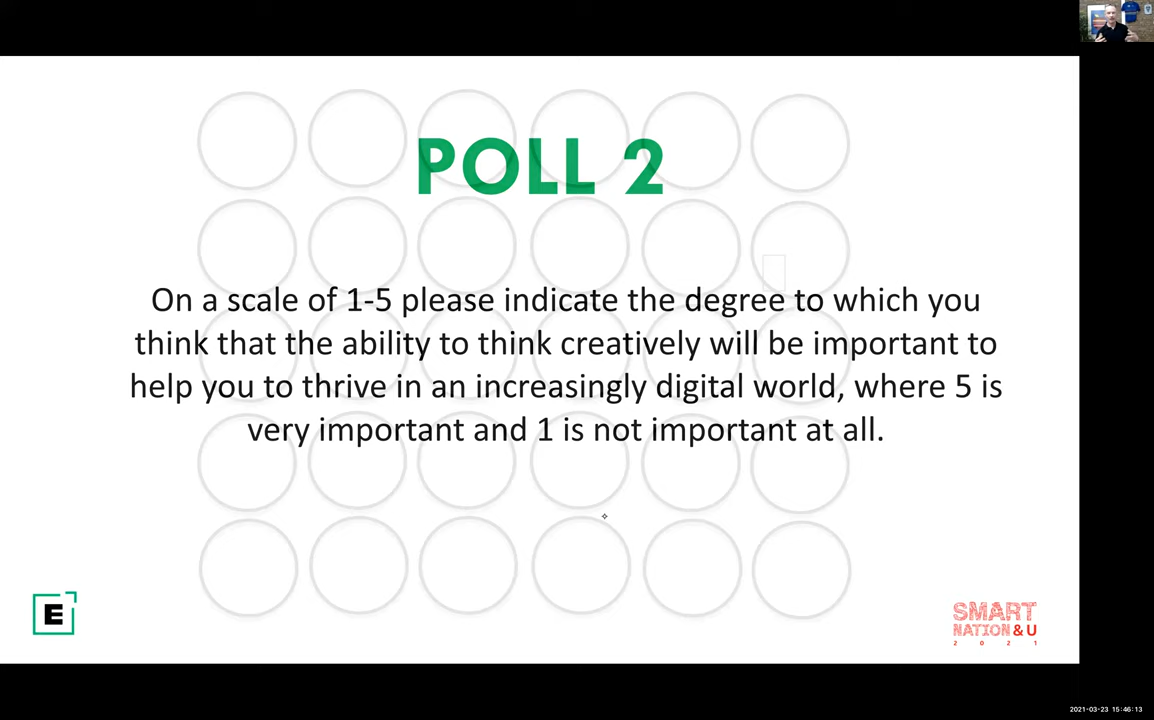 POLL 2
On a scale of 1-5 please indicate the degree to which you
think that the ability to think creatively will be important to
help you to thrive in an increasingly digital world, where 5 is
very important and 1 is not important at all.
E
SMART
NATION & U
2 0 2 1
2021-03-23 15:46:13